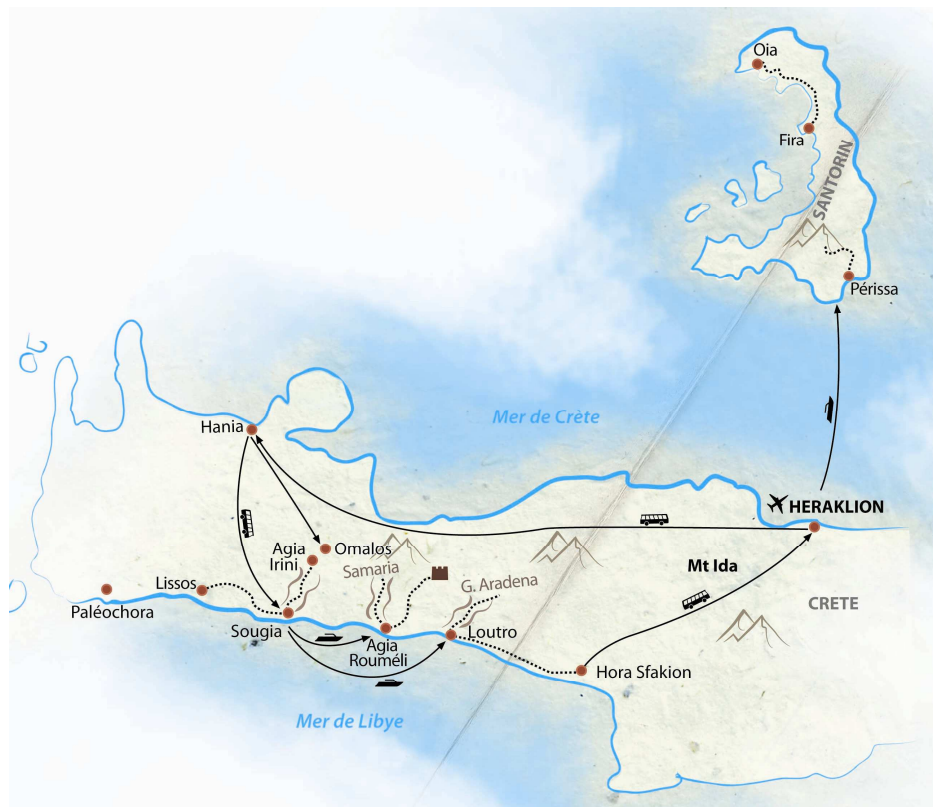 Oia
Fira
SANTORIN
Périssa
Mer de Crète
Hania
HERAKLION
Agia
Irini
Omalos
Samaria
G. Aradena
Mt Ida
CRETE
Lissos
Paléochora
Sougia
Agia
Rouméli
Loutro
Hora Sfakion
Mer de Libye